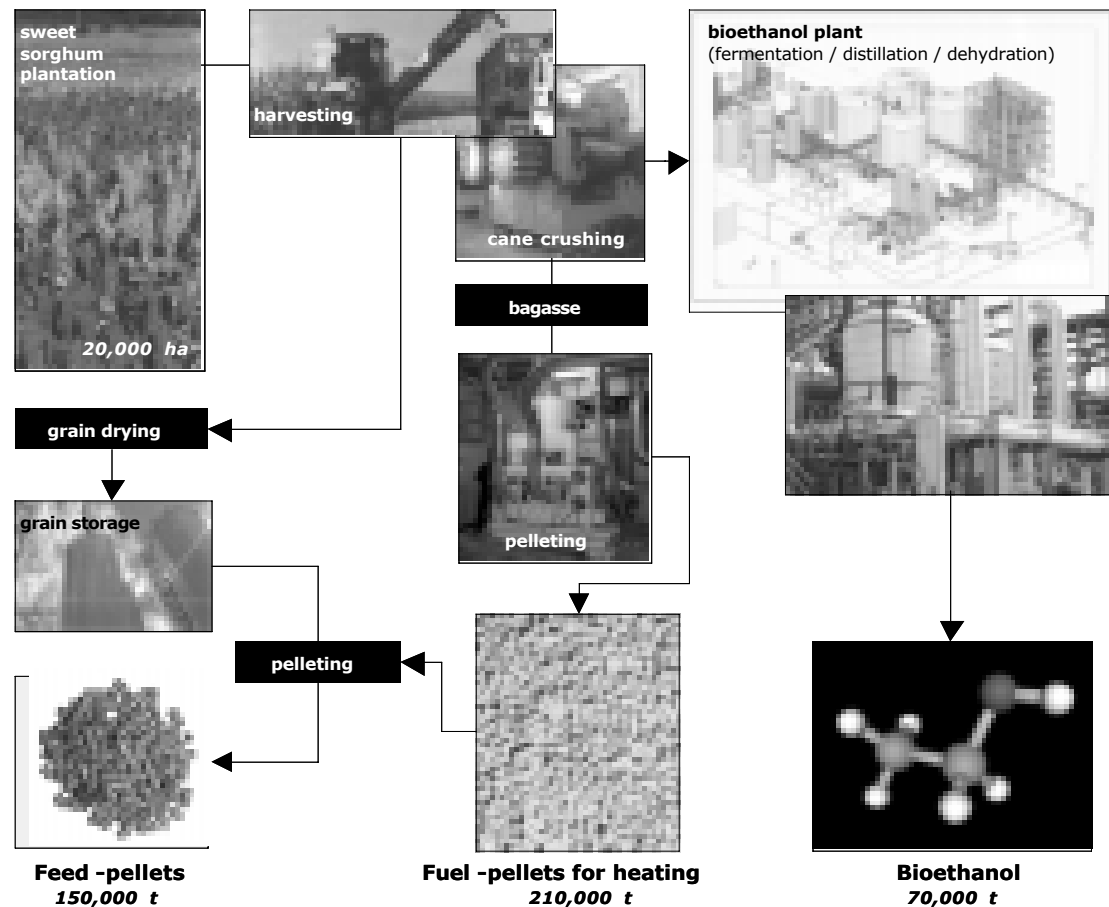 sweet
sorghum
plantation
20,000 ha
harvesting
cane crushing
bioethanol plant
(fermentation / distillation / dehydration)
bagasse
grain drying
grain storage
pelleting
pelleting
Feed -pellets
150,000 t
Fuel -pellets for heating
210,000 t
Bioethanol
70,000 t